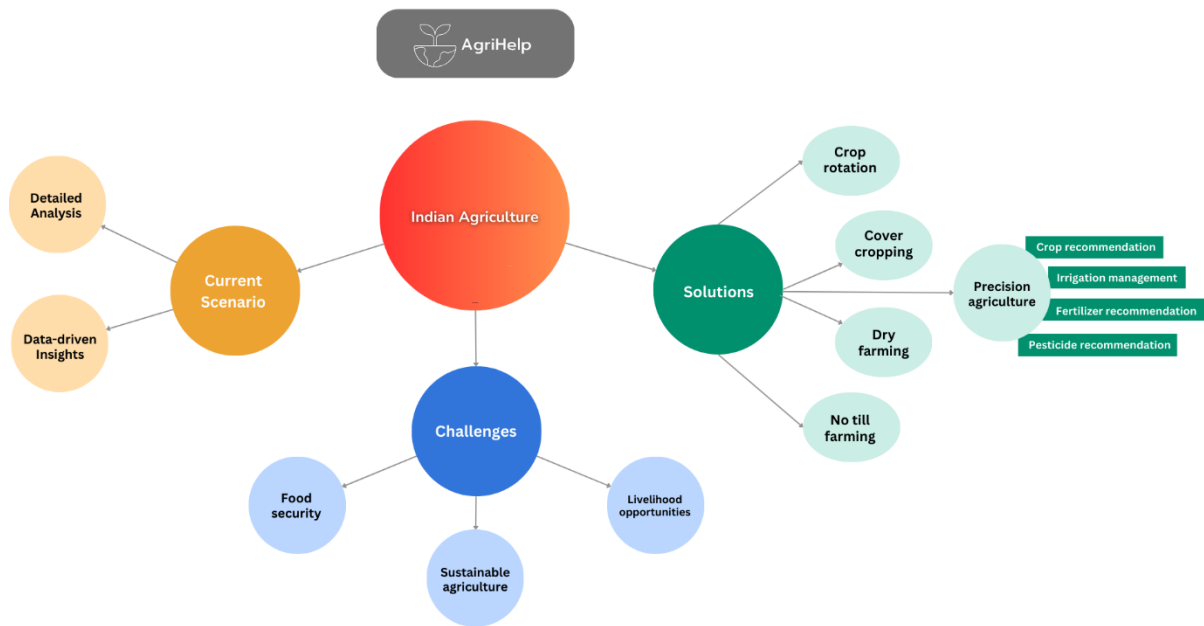 AgriHelp
Indian Agriculture
...
Current
Scenario
Detailed
Analysis
Data-driven
Insights
Challenges
Food
security
Sustainable
agriculture
Livelihood
opportunities
Solutions
Crop
rotation
Cover
cropping
Dry
farming
No till
farming
Precision
agriculture
Crop recommendation
Irrigation management
Fertilizer recommendation
Pesticide recommendation